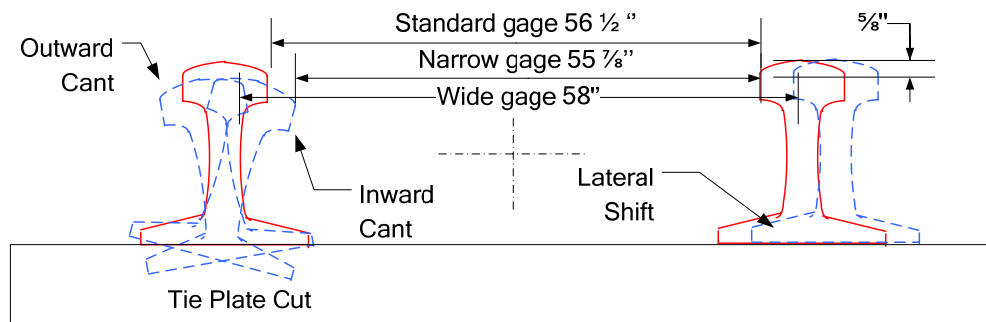 Standard gage 56 ½ ‘’
⅝"
Outward
Cant
Narrow gage 55 ⅞’’
Wide gage 58"
Inward
Cant
Lateral
Shift
Tie Plate Cut